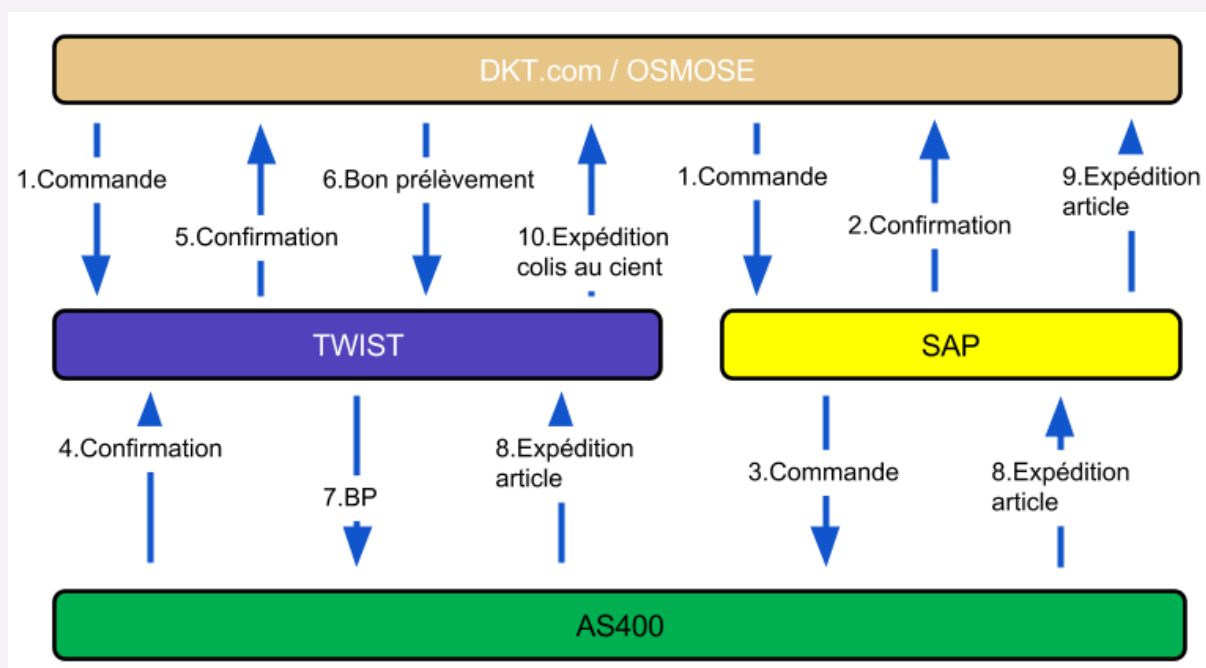 DKT.com / OSMOSE
1.Commande
5.Confirmation
6.Bon prélèvement
10.Expédition
colis au cient
1.Commande
2.Confirmation
9.Expédition
article
TWIST
SAP
4.Confirmation
7.BP
8.Expédition
article
3.Commande
8.Expédition
article
AS400